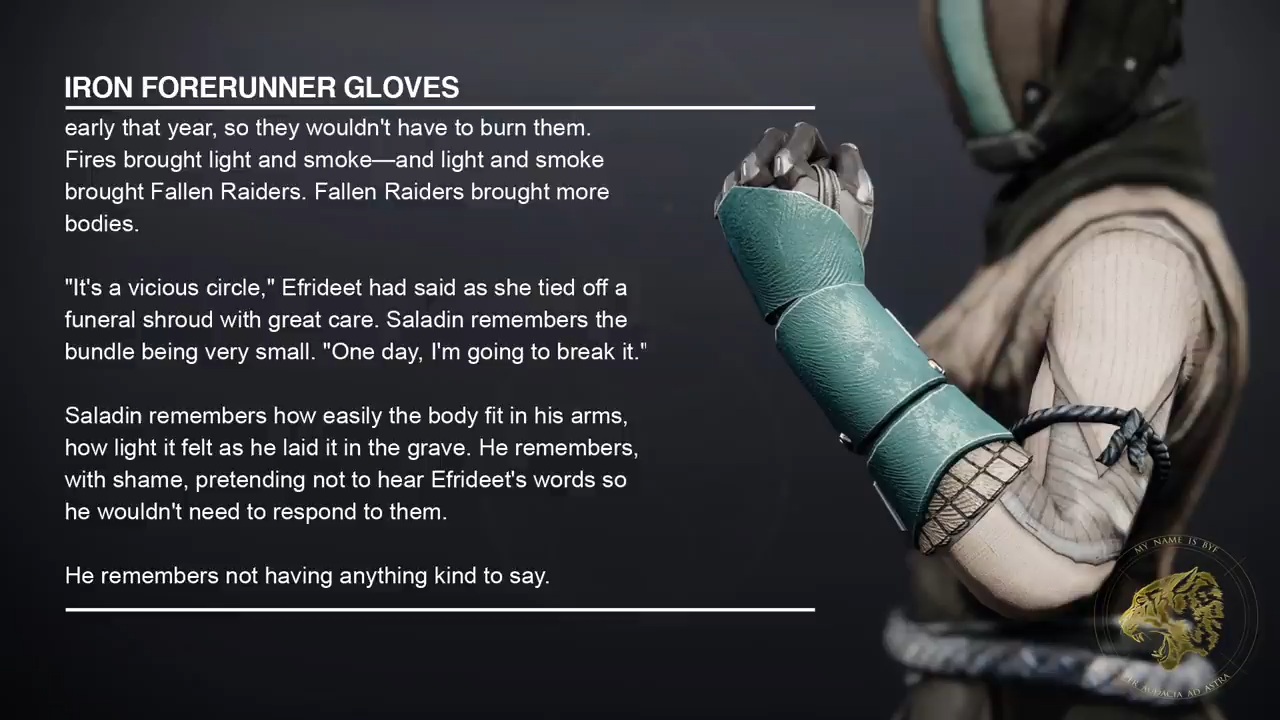 IRON FORERUNNER GLOVES
early that year, so they wouldn't have to burn them.
Fires brought light and smoke—and light and smoke
brought Fallen Raiders. Fallen Raiders brought more
bodies.
"It's a vicious circle," Efrideet had said as she tied off a
funeral shroud with great care. Saladin remembers the
bundle being very small. "One day, I'm going to break it."
Saladin remembers how easily the body fit in his arms,
how light it felt as he laid it in the grave. He remembers,
with shame, pretending not to hear Efrideet's words so
he wouldn't need to respond to them.
He remembers not having anything kind to say.
MY NAME IS BYF
PER AUDACIA AD ASTRA